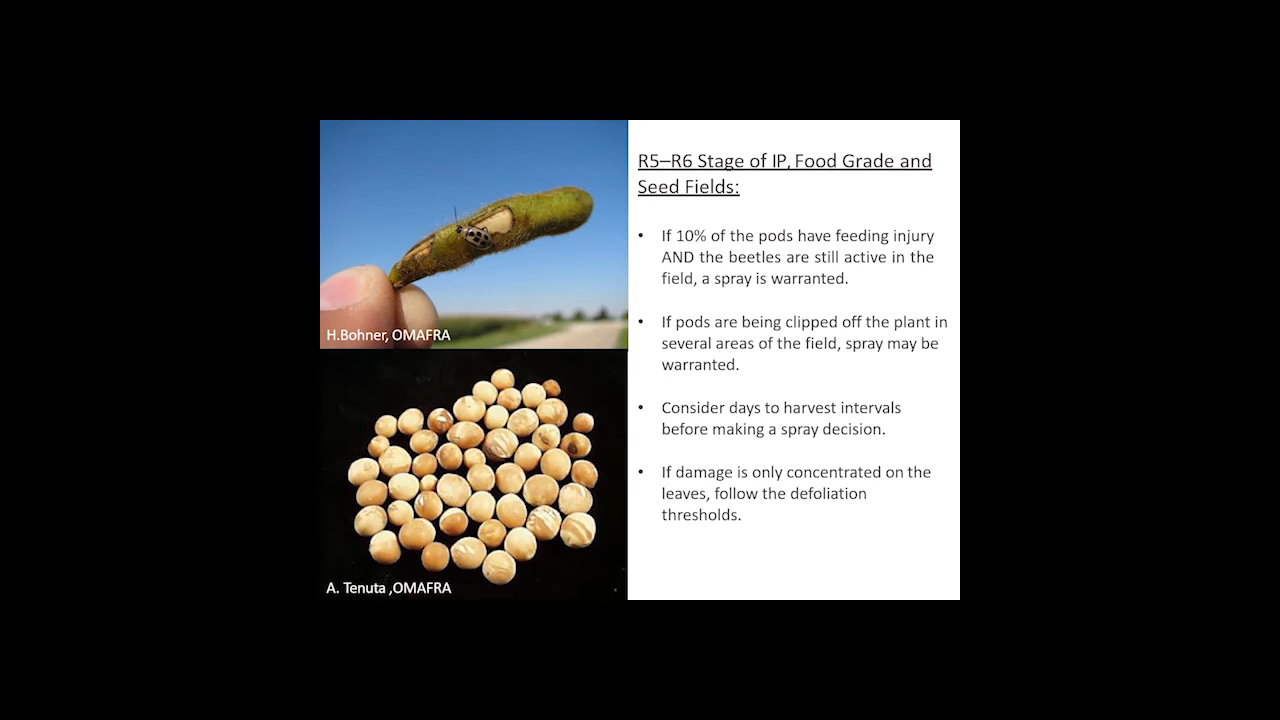 R5–R6 Stage of IP, Food Grade and
Seed Fields:
• If 10% of the pods have feeding injury
AND the beetles are still active in the
field, a spray is warranted.
• If pods are being clipped off the plant in
several areas of the field, spray may be
warranted.
• Consider days to harvest intervals
before making a spray decision.
• If damage is only concentrated on the
leaves, follow the defoliation
thresholds.
H.Bohner, OMAFRA
A. Tenuta ,OMAFRA